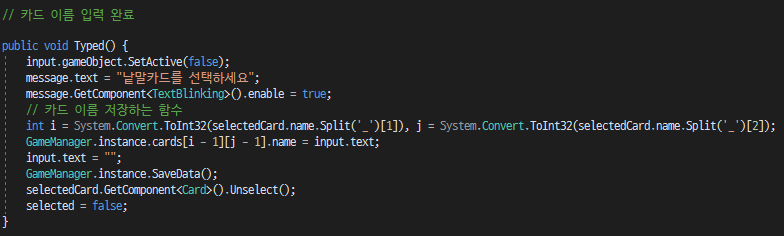 // 카드 이름 입력 완료
public void Typed() {
input.gameObject.SetActive(false);
message.text = "낱말카드를 선택하세요";
message.GetComponent<TextBlinking>().enable = true;
// 카드 이름 저장하는 함수
int i = System.Convert.ToInt32(selectedCard.name.Split('_')[1]), j = System.Convert.ToInt32(selectedCard.name.Split('_')[2]);
GameManager.instance.cards[i - 1][j - 1].name = input.text;
input.text = "";
GameManager.instance.SaveData();
selectedCard.GetComponent<Card>().Unselect();
selected = false;
}